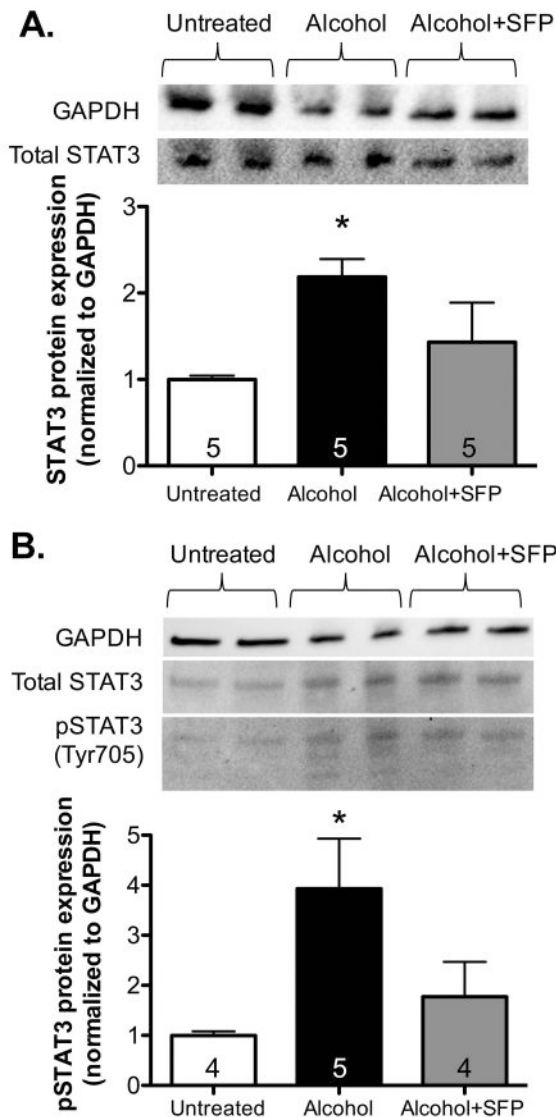 A.
Untreated Alcohol Alcohol+SFP
GAPDH
Total STAT3
STAT3 protein expression
(normalized to GAPDH)
3
2
1
0
*
5 5 5
Untreated Alcohol Alcohol+SFP
B.
Untreated Alcohol Alcohol+SFP
GAPDH
Total STAT3
pSTAT3
(Tyr705)
pSTAT3 protein expression
(normalized to GAPDH)
5
4
3
2
1
0
*
4 5 4
Untreated Alcohol Alcohol+SFP